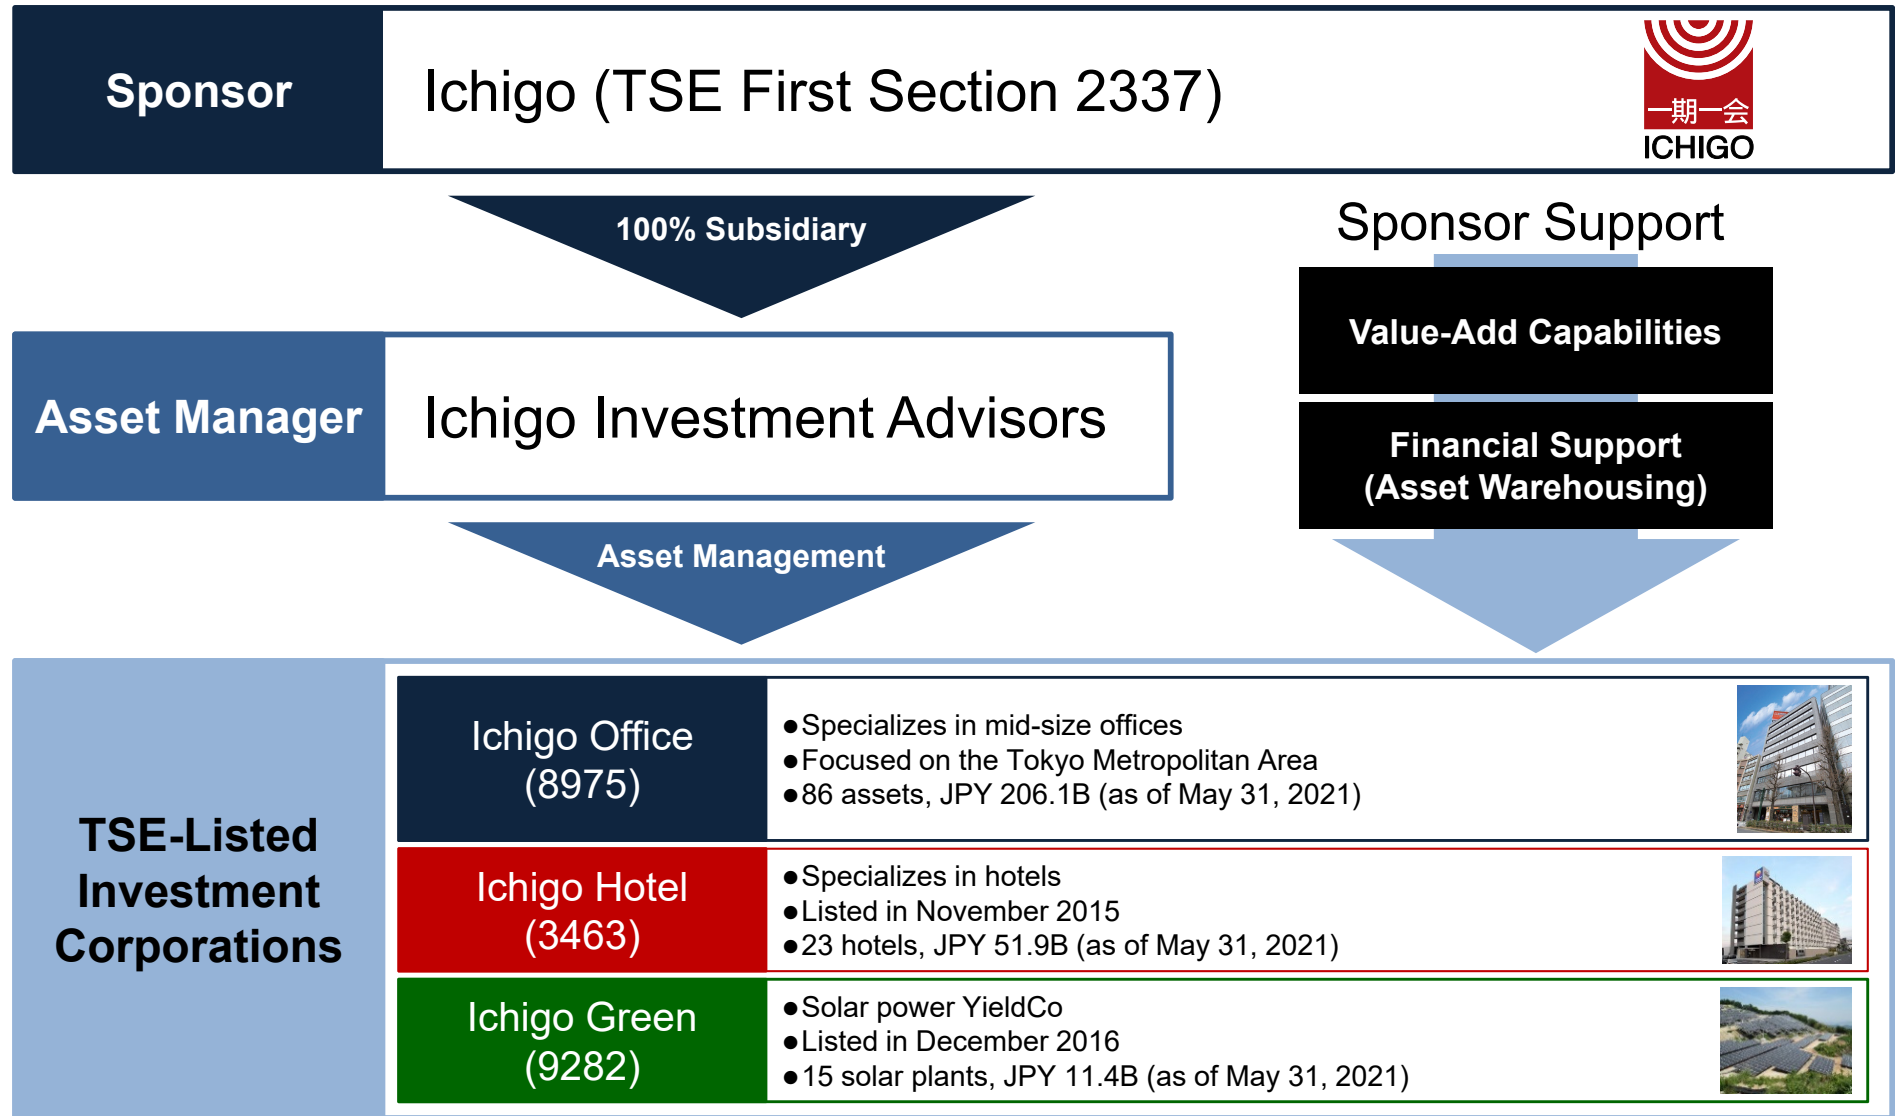 Sponsor
Ichigo (TSE First Section 2337)
一期一会
ICHIGO
100% Subsidiary
Sponsor Support
Value-Add Capabilities
Asset Manager
Ichigo Investment Advisors
Financial Support
(Asset Warehousing)
Asset Management
TSE-Listed
Investment
Corporations
Ichigo Office
(8975)
●Specializes in mid-size offices
●Focused on the Tokyo Metropolitan Area
●86 assets, JPY 206.1B (as of May 31, 2021)
Ichigo Hotel
(3463)
●Specializes in hotels
●Listed in November 2015
●23 hotels, JPY 51.9B (as of May 31, 2021)
Ichigo Green
(9282)
●Solar power YieldCo
●Listed in December 2016
●15 solar plants, JPY 11.4B (as of May 31, 2021)